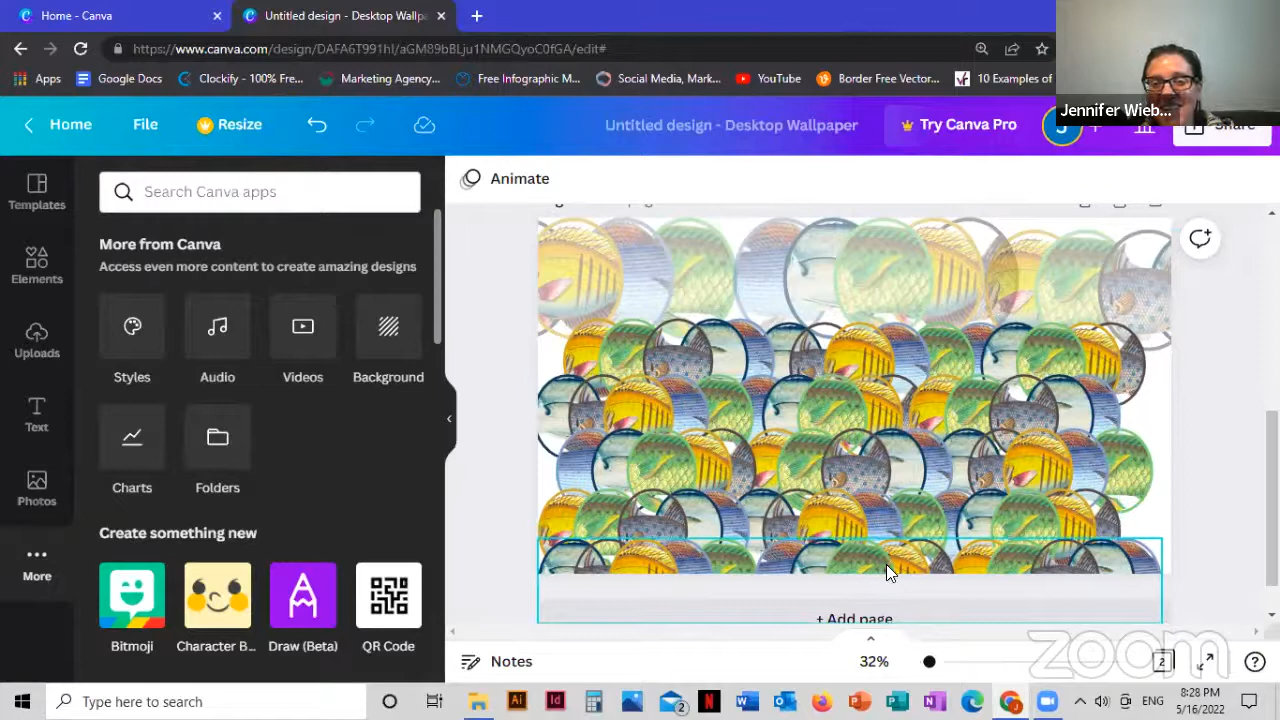 Home - Canva
Untitled design - Desktop Wallpa
https://www.canva.com/design/DAFA6T991hI/aGM89bBLju1NMGQyoC0fGA/edit#
Apps
Google Docs
Clockify - 100% Fre...
Marketing Agency,...
Free Infographic M...
Social Media, Mark...
YouTube
Border Free Vector...
10 Examples of
Jennifer Wieb...
Home
File
Resize
Untitled design - Desktop Wallpaper
Try Canva Pro
Share
Templates
Elements
Uploads
Text
Photos
More
Search Canva apps
More from Canva
Access even more content to create amazing designs
Styles
Audio
Videos
Background
Charts
Folders
Create something new
Bitmoji
Character B...
Draw (Beta)
QR Code
Animate
+ Add page
Notes
32%
2
zoom
Type here to search
2
ENG
8:28 PM
5/16/2022